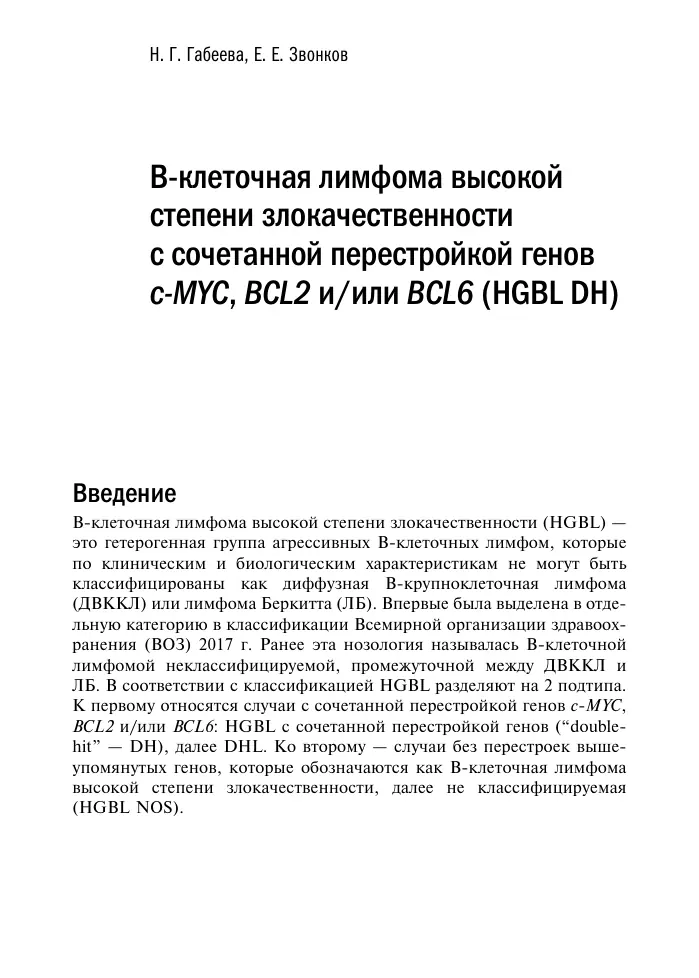 Н. Г. Габеева, Е. Е. Звонков
В-клеточная лимфома высокой
степени злокачественности
с сочетанной перестройкой генов
c-MYC, BCL2 и/или BCL6 (HGBL DH)
Введение
В-клеточная лимфома высокой степени злокачественности (HGBL) —
это гетерогенная группа агрессивных В-клеточных лимфом, которые
по клиническим и биологическим характеристикам не могут быть
классифицированы как диффузная В-крупноклеточная лимфома
(ДВККЛ) или лимфома Беркитта (ЛБ). Впервые была выделена в отде-
льную категорию в классификации Всемирной организации здравоох-
ранения (ВОЗ) 2017 г. Ранее эта нозология называлась В-клеточной
лимфомой неклассифицируемой, промежуточной между ДВККЛ и
ЛБ. В соответствии с классификацией HGBL разделяют на 2 подтипа.
К первому относятся случаи с сочетанной перестройкой генов c-MYC,
BCL2 и/или BCL6: HGBL с сочетанной перестройкой генов (“double-
hit” — DH), далее DHL. Ко второму — случаи без перестроек выше-
упомянутых генов, которые обозначаются как В-клеточная лимфома
высокой степени злокачественности, далее не классифицируемая
(HGBL NOS).